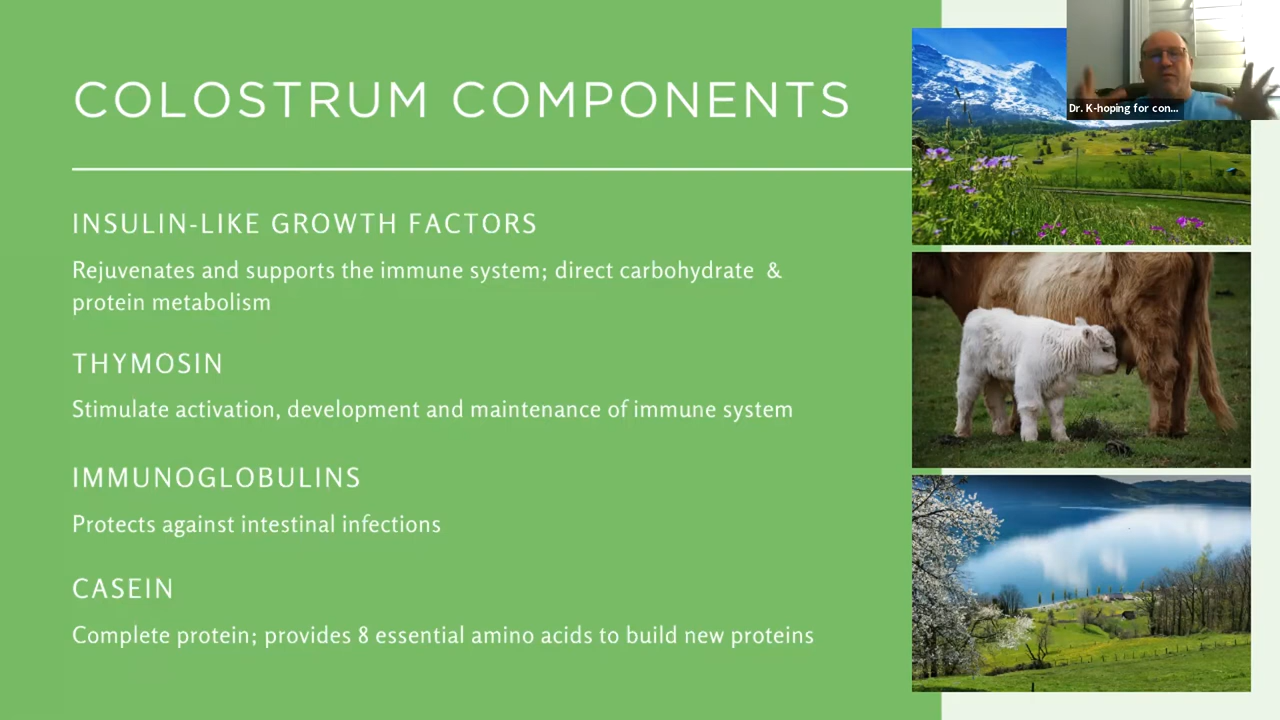 COLOSTRUM COMPONENTS
Dr. K-hoping for con...
INSULIN-LIKE GROWTH FACTORS
Rejuvenates and supports the immune system; direct carbohydrate &
protein metabolism
THYMOSIN
Stimulate activation, development and maintenance of immune system
IMMUNOGLOBULINS
Protects against intestinal infections
CASEIN
Complete protein; provides 8 essential amino acids to build new proteins